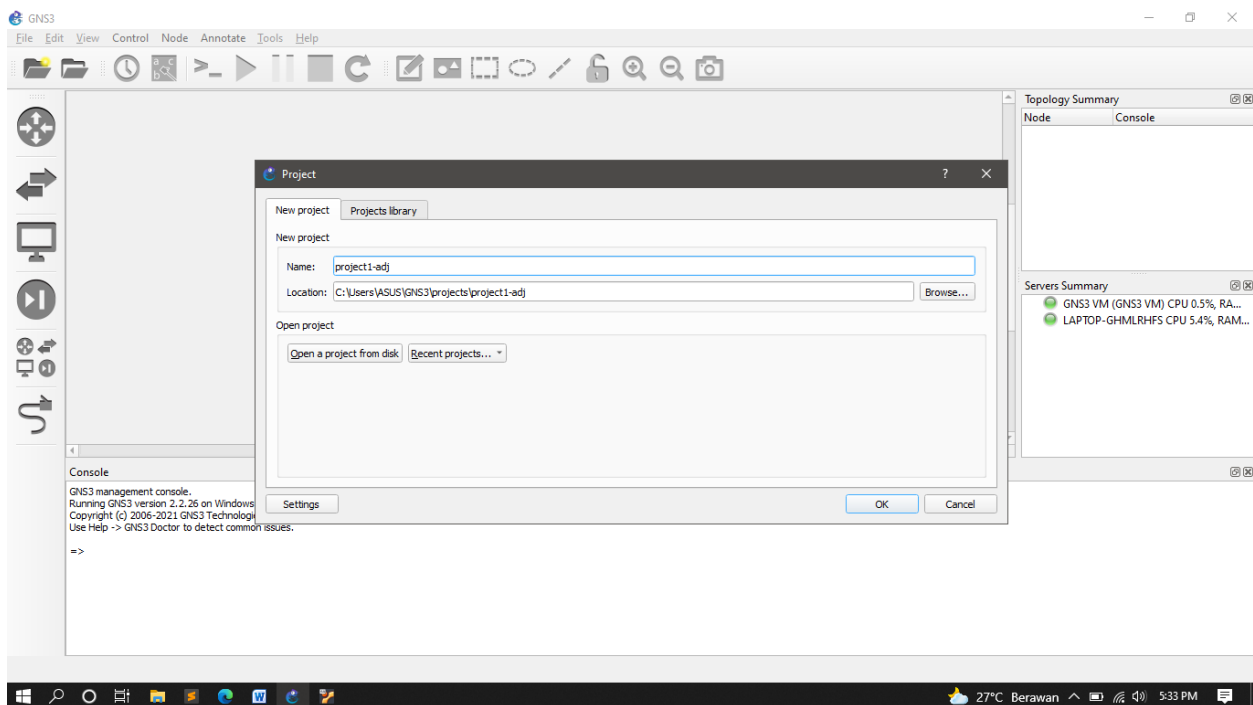 GNS3
File Edit View Control Node Annotate Tools Help
Topology Summary
Node Console
Project
New project Projects library
New project
Name: project1-adj
Location: C:\Users\ASUS\GNS3\projects\project1-adj Browse...
Open project
Open a project from disk Recent projects...
Settings OK Cancel
Servers Summary
GNS3 VM (GNS3 VM) CPU 0.5%, RA...
LAPTOP-GHMLRHFS CPU 5.4%, RAM...
Console
GNS3 management console.
Running GNS3 version 2.2.26 on Windows
Copyright (c) 2006-2021 GNS3 Technologi
Use Help -> GNS3 Doctor to detect common issues.
=>
27°C Berawan 5:33 PM